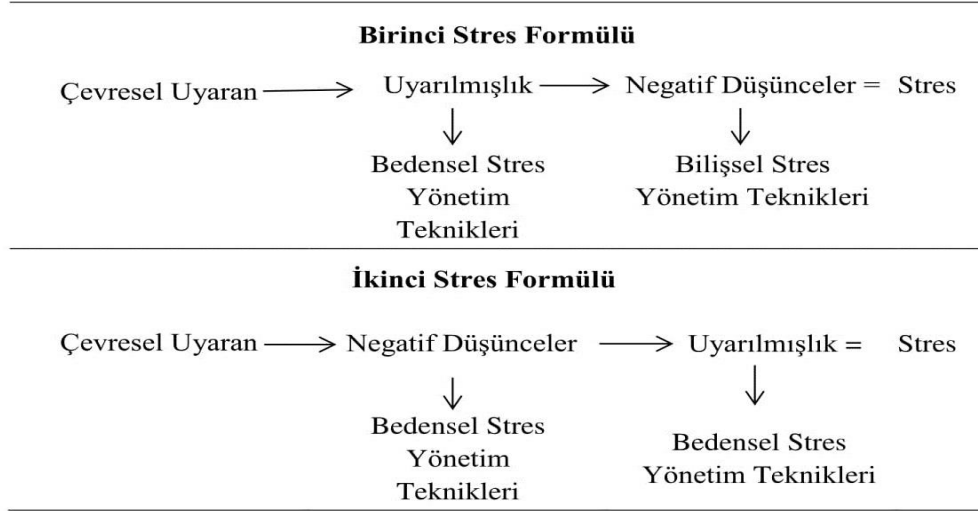 Birinci Stres Formülü
Çevresel Uyaran → Uyarılmışlık → Negatif Düşünceler = Stres
↓ ↓
Bedensel Stres Bilişsel Stres
Yönetim Yönetim Teknikleri
Teknikleri
İkinci Stres Formülü
Çevresel Uyaran → Negatif Düşünceler → Uyarılmışlık = Stres
↓ ↓
Bedensel Stres Bedensel Stres
Yönetim Yönetim Teknikleri
Teknikleri